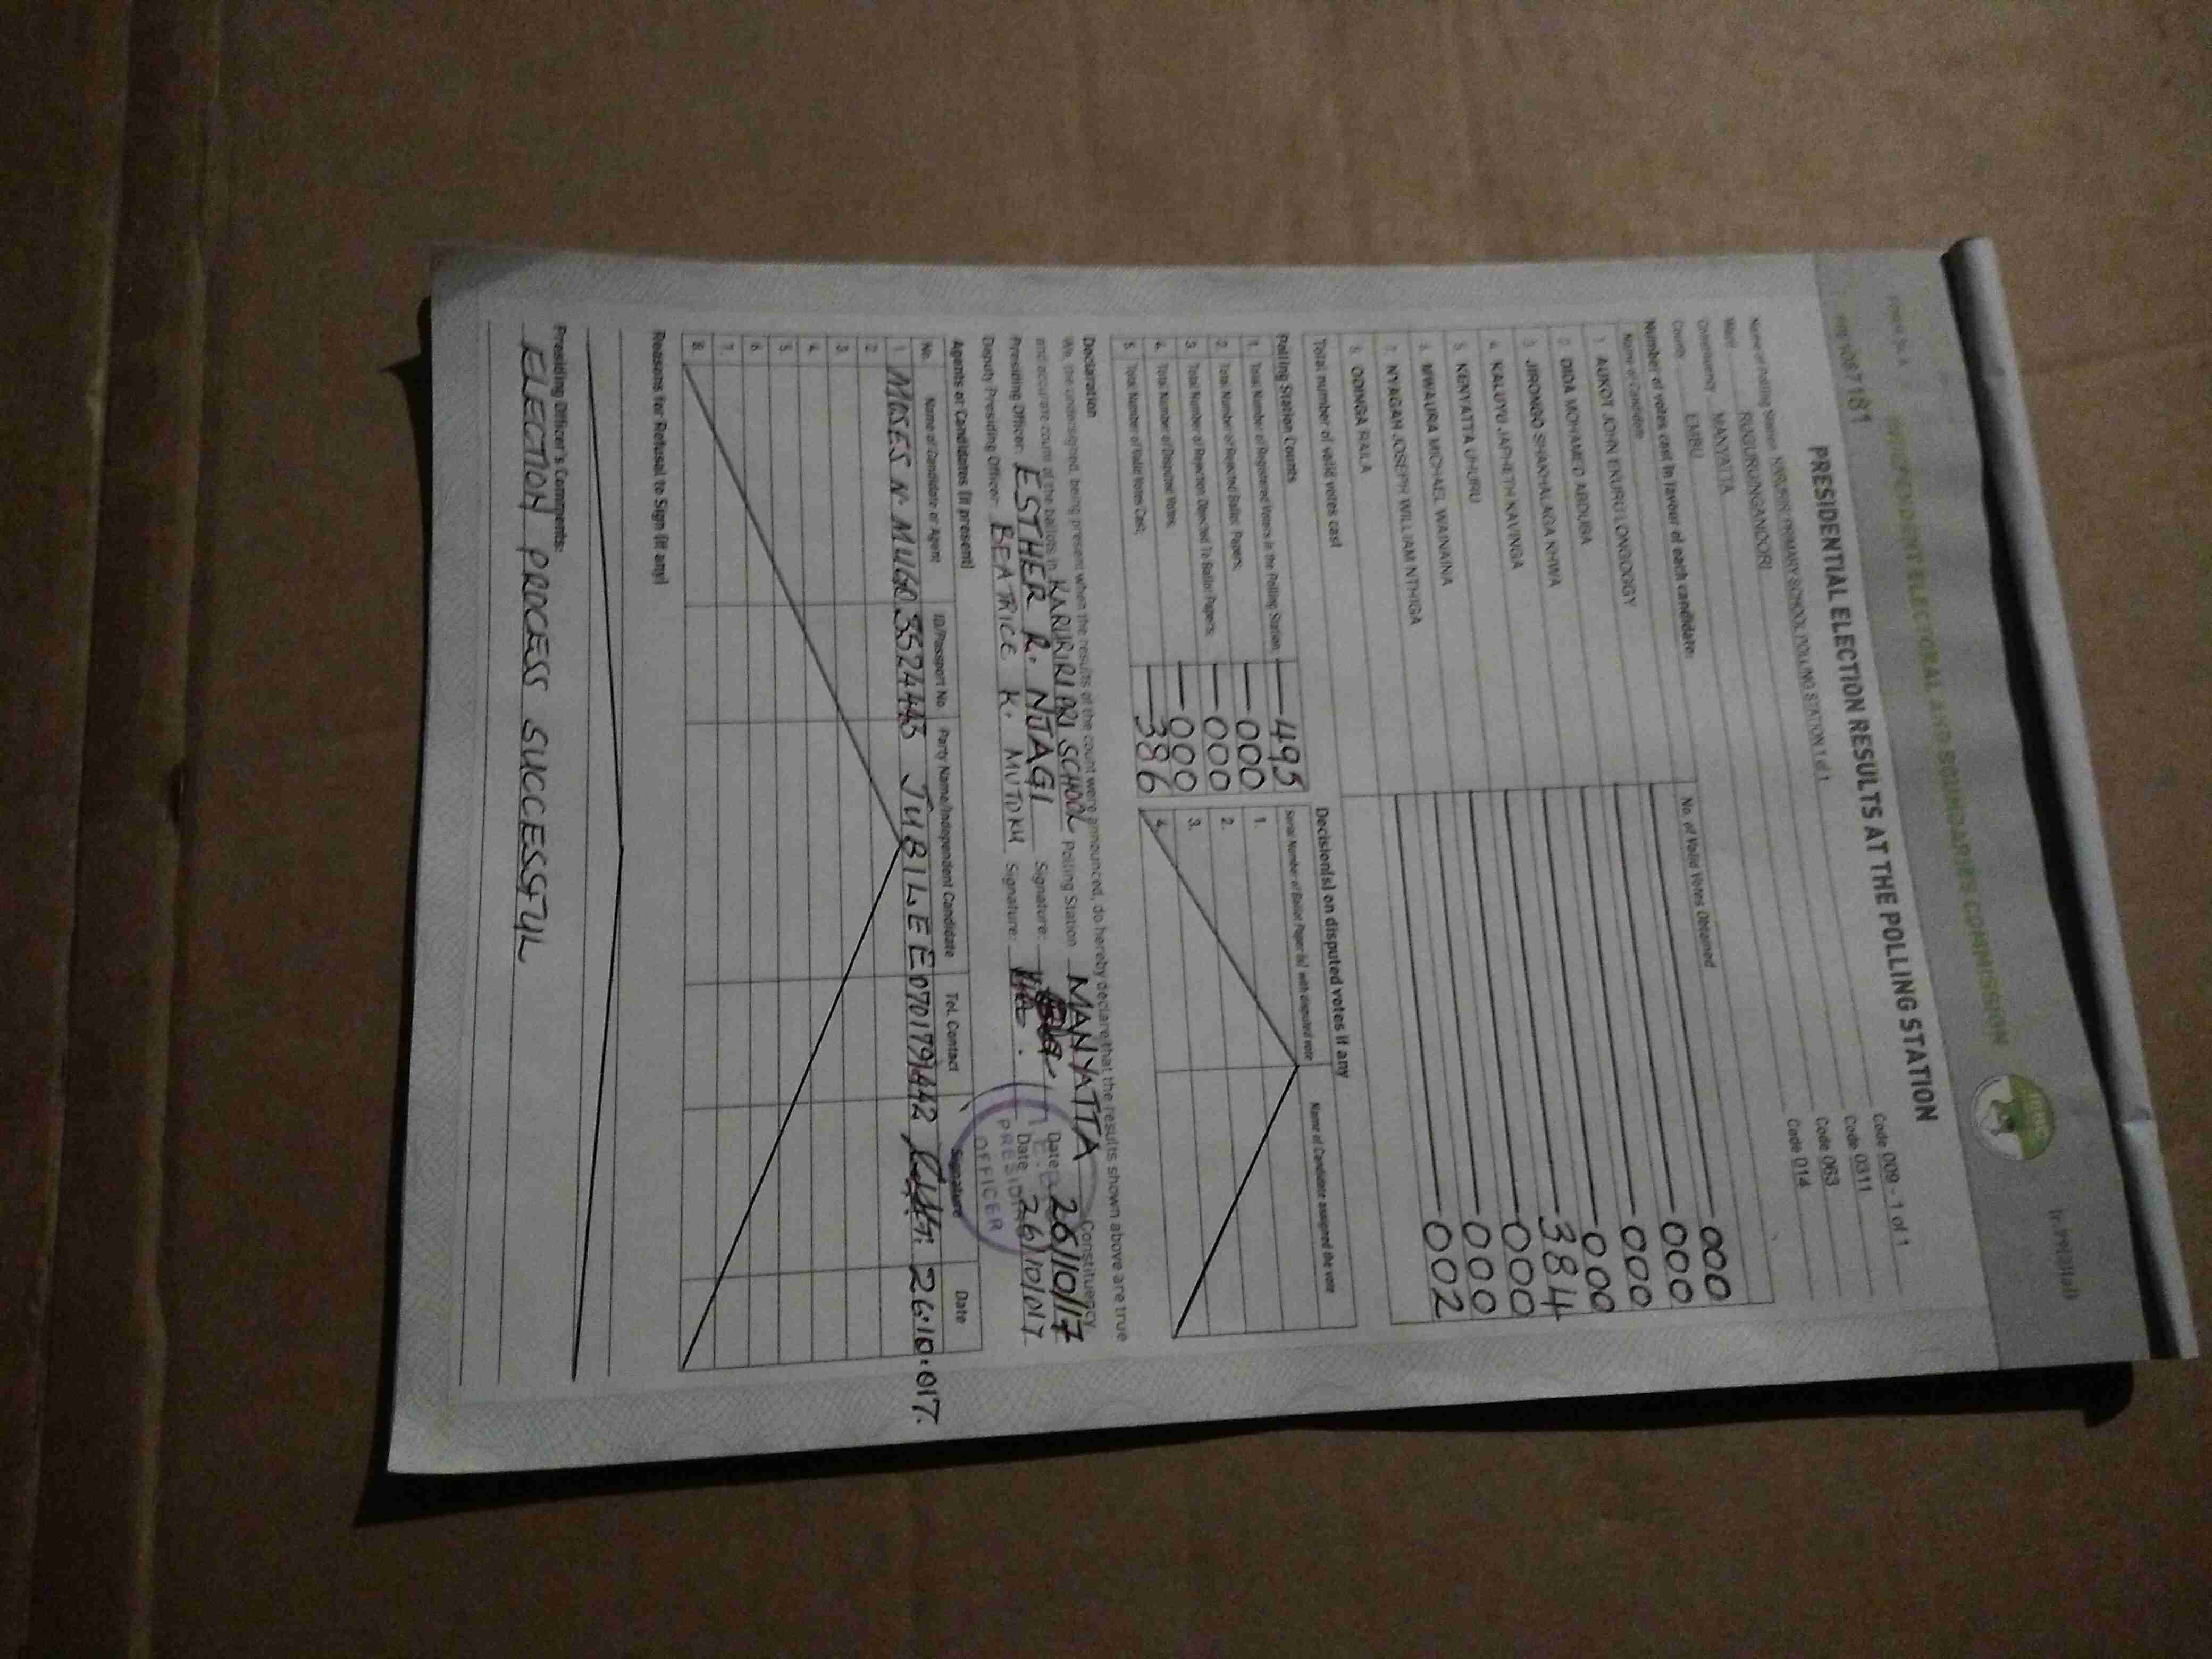 FORM 34 A
Ir PRIntab
INDEPENDENT ELECTORAL AND BOUNDARIES COMMISSION
PRESIDENTIAL ELECTION RESULTS AT THE POLLING STATION
Name of Polling Station KARURIRI PRIMARY SCHOOL POLLING STATION 1 of 1 Code 009 - 1 of 1
Ward RUGURU/NGANDORI Code 0311
Constituency MANYATTA Code 063
County EMBU Code 014
Number of votes cast in favour of each candidate:
Name of Candidate No. of Valid Votes Obtained
1 AUKOT JOHN EKURU LONGOGGY 000
2 DIDA MOHAMED ABDUBA 000
3 JIRONGO SHAKHALAGA KHWA 000
4 KALUYU JAPHETH KAVINGA 000
5 KENYATTA UHURU 384
6 MWAURA MICHAEL WAINAINA 000
7 NYAGAH JOSEPH WILLIAM NTHIGA 000
8 ODINGA RAILA 002
Total number of valid votes cast
Polling Station Counts
1. Total Number of Registered Voters in the Polling Station 495
2. Total Number of Rejected Ballot Papers; 000
3. Total Number of Rejection Objected To Ballot Papers; 000
4. Total Number of Disputed Votes; 000
5. Total Number of Valid Votes Cast; 386
Decision(s) on disputed votes if any
Serial Number of Ballot Paper(s) with disputed vote Name of Candidate assigned the vote
1.
2.
3.
4.
Declaration
We, the undersigned, being present when the results of the count were announced, do hereby declare that the results shown above are true
and accurate count of the ballots in KARURIRI PRI SCHOOL Polling Station MANYATTA Constituency
Presiding Officer: ESTHER R. NJAGI Signature: Date: 26/10/17
Deputy Presiding Officer: BEATRICE K. MUTORU Signature: Date 26/10/017
PRESIDING
OFFICER
Agents or Candidates (if present)
No. Name of Candidate or Agent ID/Passport No Party Name/Independent Candidate Tel. Contact Signature Date
1. MOSES N MUGO 3524443 JUBILEE 0701791442 26.10.017.
2
3
4
5.
6.
7.
8.
Reasons for Refusal to Sign (if any)
Presiding Officer's Comments:
ELECTION PROCESS SUCCESSFUL